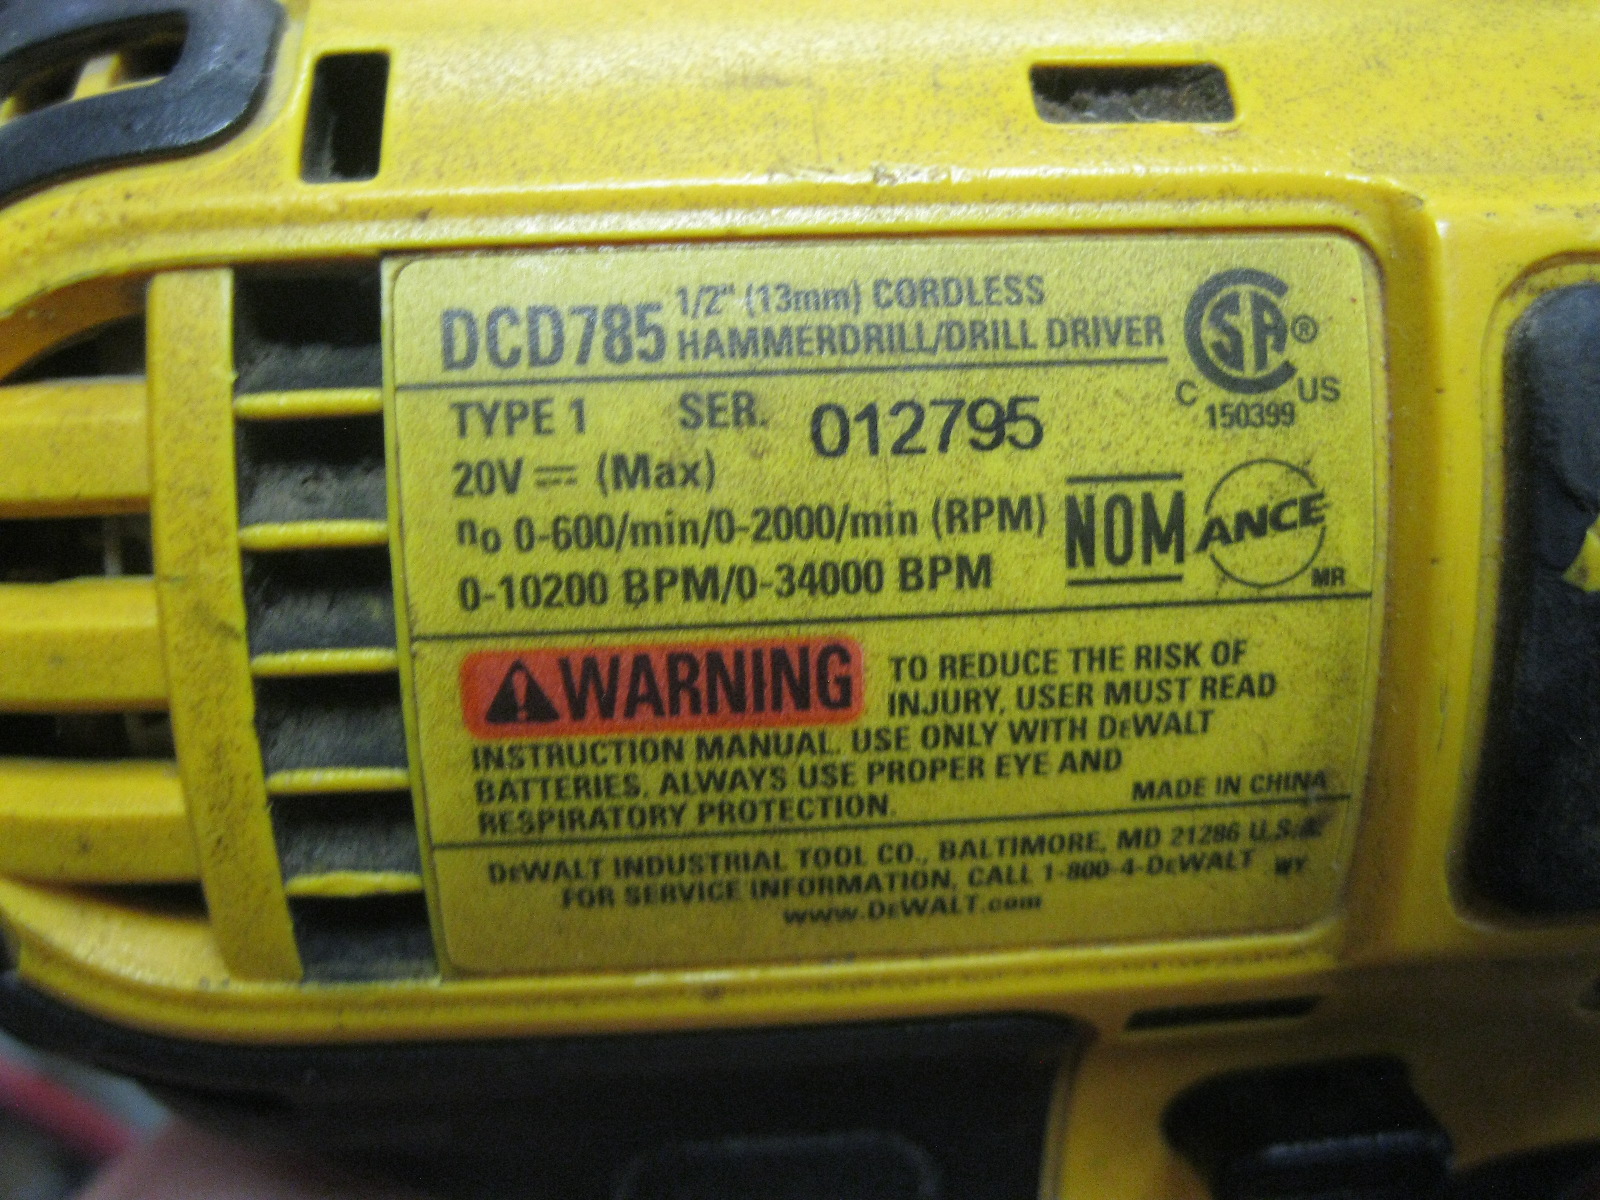 DCD785 1/2" (13mm) CORDLESS
HAMMERDRILL/DRILL DRIVER
CSA®
C US
150399
TYPE 1 SER. 012795
20V ⎓ (Max)
n₀ 0-600/min/0-2000/min (RPM)
0-10200 BPM/0-34000 BPM
NOM ANCE
MR
⚠WARNING TO REDUCE THE RISK OF
INJURY, USER MUST READ
INSTRUCTION MANUAL. USE ONLY WITH DEWALT
BATTERIES. ALWAYS USE PROPER EYE AND
RESPIRATORY PROTECTION.
MADE IN CHINA
DEWALT INDUSTRIAL TOOL CO., BALTIMORE, MD 21286 U.S.A.
FOR SERVICE INFORMATION, CALL 1-800-4-DEWALT WY
www.DEWALT.com